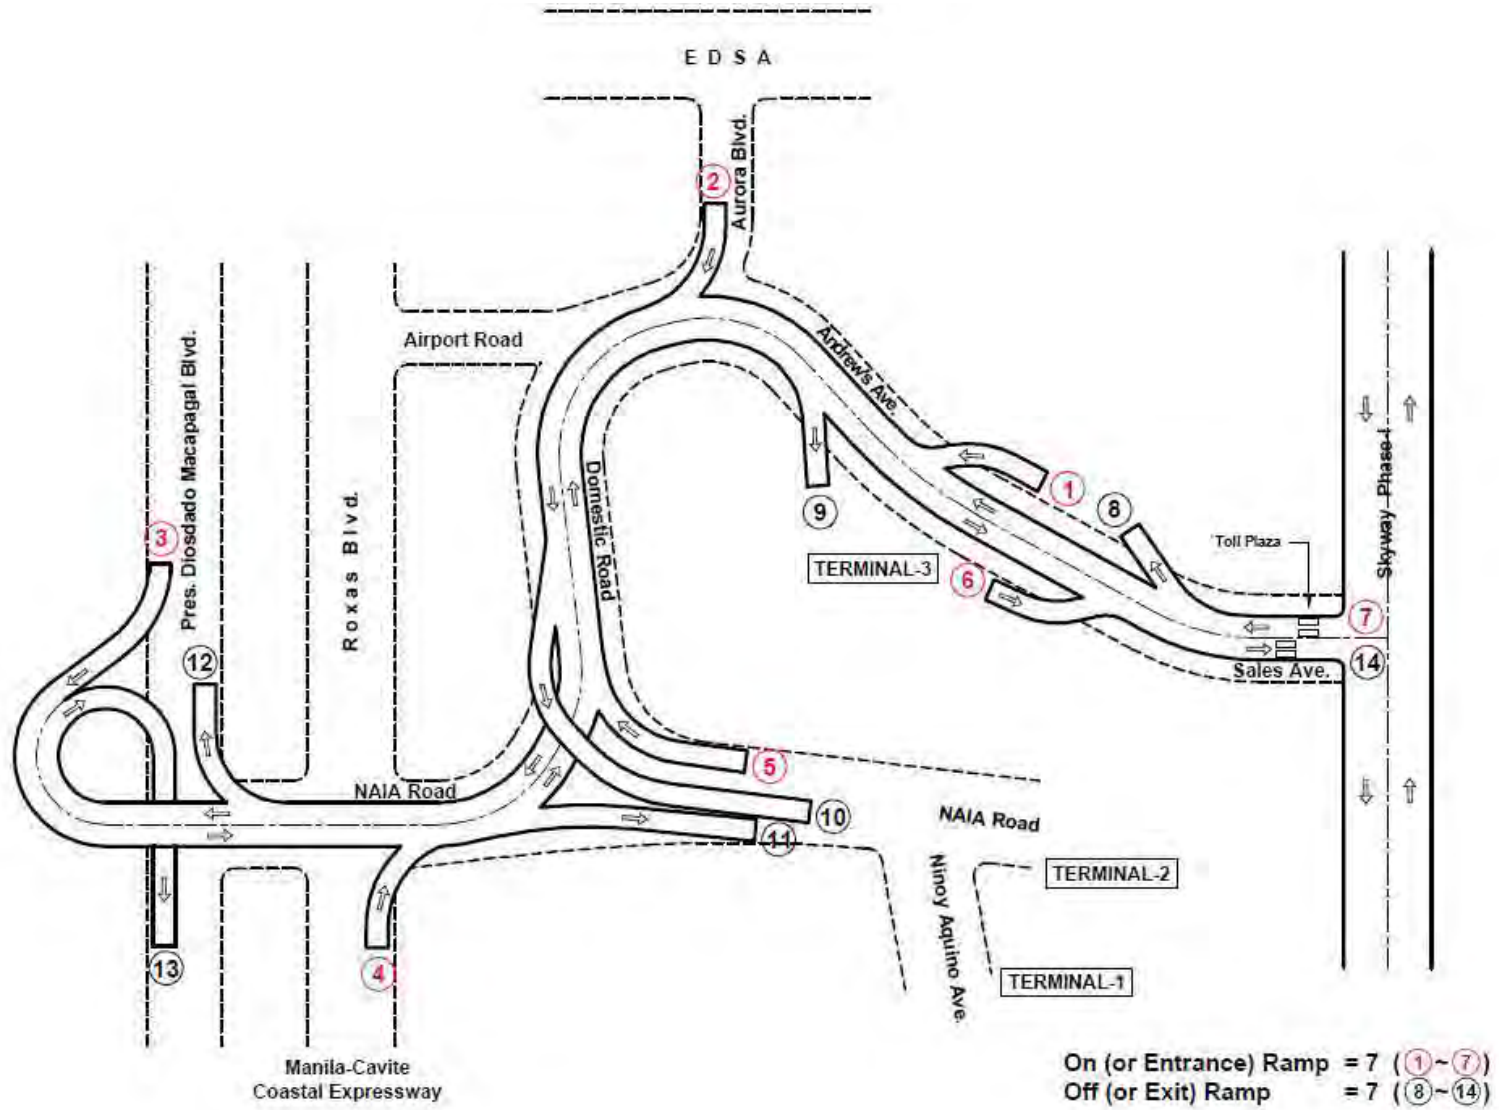 E D S A
Aurora Blvd.
2
Airport Road
Andrew's Ave.
Pres. Diosdado Macapagal Blvd.
Roxas Blvd.
Domestic Road
Skyway Phase-I
1
8
9
3
Toll Plaza
TERMINAL-3
6
7
12
14
Sales Ave.
5
NAIA Road
10
NAIA Road
11
Ninoy Aquino Ave.
TERMINAL-2
13
4
TERMINAL-1
Manila-Cavite
Coastal Expressway
On (or Entrance) Ramp = 7 (1~7)
Off (or Exit) Ramp = 7 (8~14)